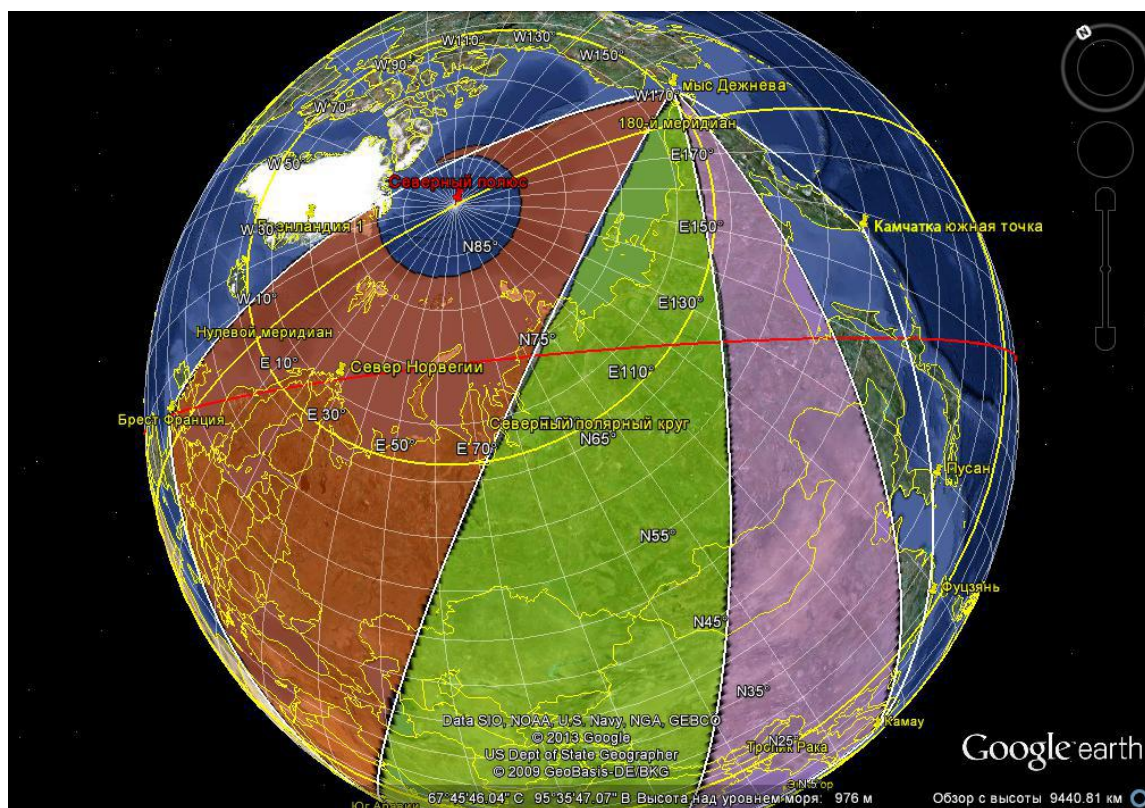 N
W110°
W130°
W 90°
W150°
W 70
мыс Дежнева
W170°
180-й меридиан
W 50°
E170°
Северный полюс
W 30°
E150°
Камчатка южная точка
N85°
W 10°
E130°
Нулевой меридиан
N75°
E 10°
Север Норвегии
E110°
Брест Франция
E 30°
Северный полярный круг
E 50°
E 70°
N65°
Пусан
N55°
Фуцзянь
N45°
N35°
Data SIO, NOAA, U.S. Navy, NGA, GEBCO
© 2013 Google
US Dept of State Geographer
© 2009 GeoBasis-DE/BKG
Камау
N25°
Тропик Рака
Google earth
Юг Аравии
67°45'46.04" С 95°35'47.07" В Высота над уровнем моря: 976 м
Обзор с высоты 9440.81 км